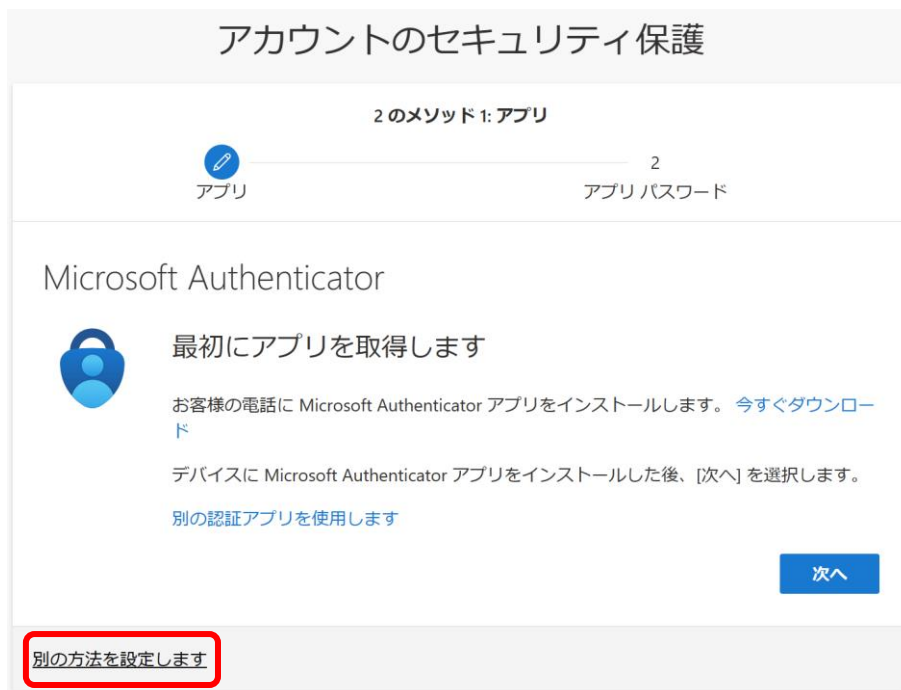 アカウントのセキュリティ保護
2 のメソッド 1: アプリ
2
アプリ
アプリ パスワード
Microsoft Authenticator
最初にアプリを取得します
お客様の電話に Microsoft Authenticator アプリをインストールします。 今すぐダウンロー
ド
デバイスに Microsoft Authenticator アプリをインストールした後、[次へ] を選択します。
別の認証アプリを使用します
次へ
別の方法を設定します